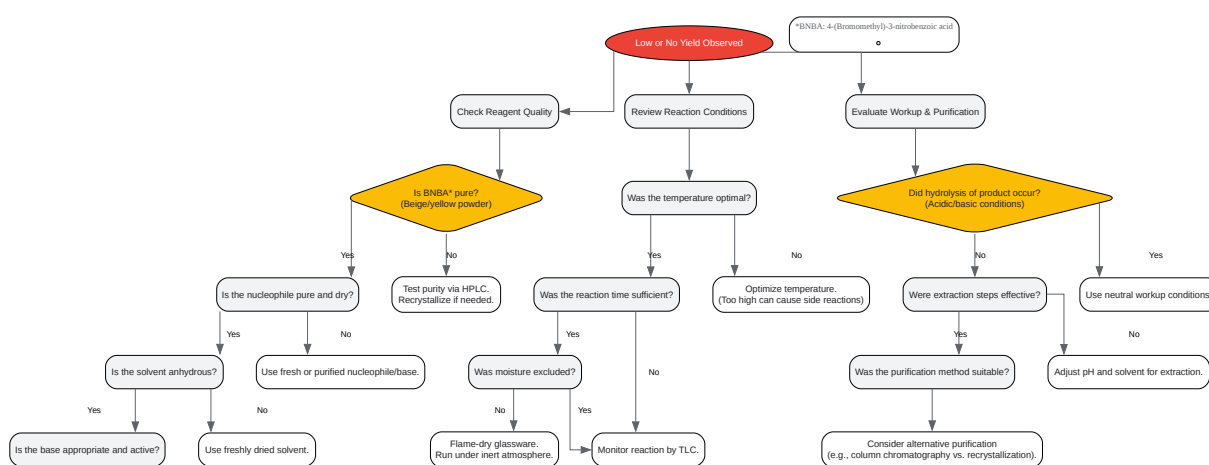 *BNBA: 4-(Bromomethyl)-3-nitrobenzoic acid
Low or No Yield Observed
Check Reagent Quality
Review Reaction Conditions
Evaluate Workup & Purification
Is BNBA* pure?
(Beige/yellow powder)
Was the temperature optimal?
Did hydrolysis of product occur?
(Acidic/basic conditions)
Yes
No
Yes
No
No
Yes
Is the nucleophile pure and dry?
Test purity via HPLC.
Recrystallize if needed.
Was the reaction time sufficient?
Optimize temperature.
(Too high can cause side reactions)
Were extraction steps effective?
Use neutral workup conditions
Yes
No
Yes
No
Yes
No
Is the solvent anhydrous?
Use fresh or purified nucleophile/base.
Was moisture excluded?
Was the purification method suitable?
Adjust pH and solvent for extraction.
Yes
No
No
Yes
Is the base appropriate and active?
Use freshly dried solvent.
Flame-dry glassware.
Run under inert atmosphere.
Monitor reaction by TLC.
Consider alternative purification
(e.g., column chromatography vs. recrystallization).